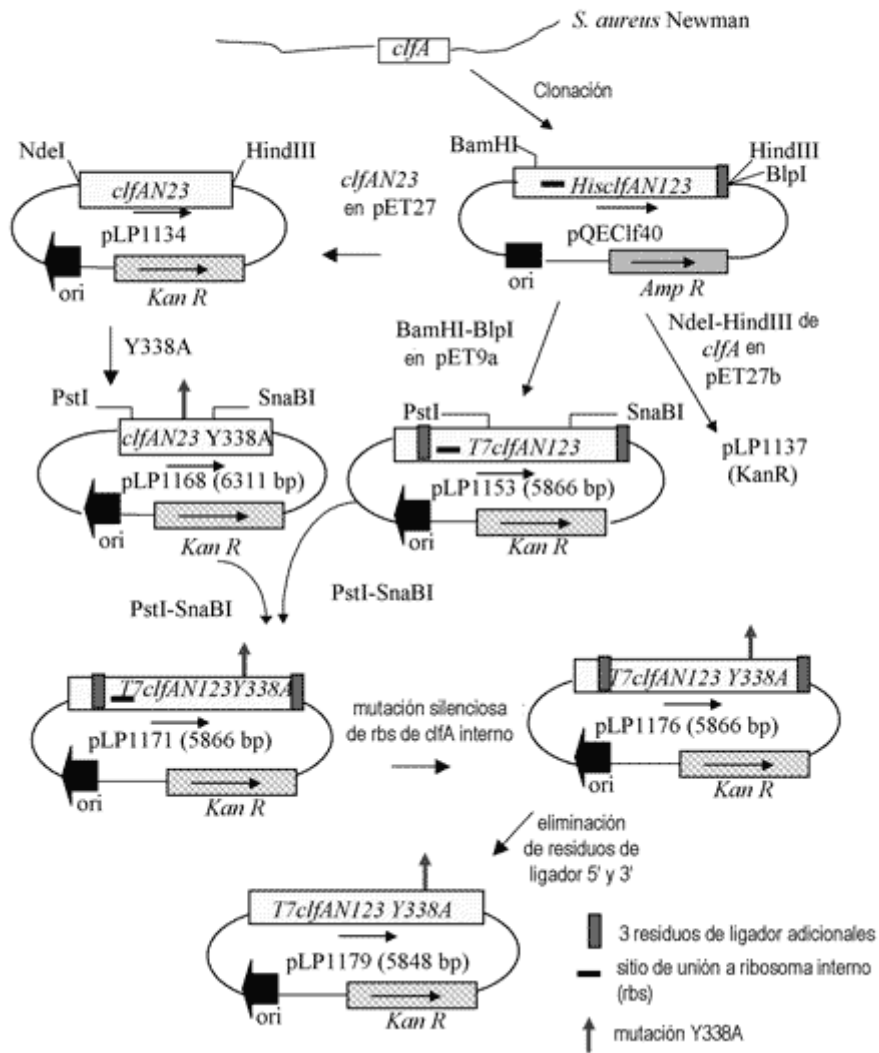 S. aureus Newman
clfA
Clonación
NdeI
HindIII
clfAN23
pLP1134
ori
Kan R
clfAN23
en pET27
BamHI
HindIII
BlpI
HisclfAN123
pQEClf40
ori
Amp R
Y338A
BamHI-BlpI
en pET9a
NdeI-HindIII de
clfA en
pET27b
pLP1137
(KanR)
PstI
SnaBI
clfAN23 Y338A
pLP1168 (6311 bp)
ori
Kan R
PstI
SnaBI
T7clfAN123
pLP1153 (5866 bp)
ori
Kan R
PstI-SnaBI
PstI-SnaBI
T7clfAN123Y338A
pLP1171 (5866 bp)
ori
Kan R
mutación silenciosa
de rbs de clfA interno
T7clfAN123 Y338A
pLP1176 (5866 bp)
ori
Kan R
eliminación
de residuos de
ligador 5' y 3'
T7clfAN123 Y338A
pLP1179 (5848 bp)
ori
Kan R
3 residuos de ligador adicionales
sitio de unión a ribosoma interno
(rbs)
mutación Y338A